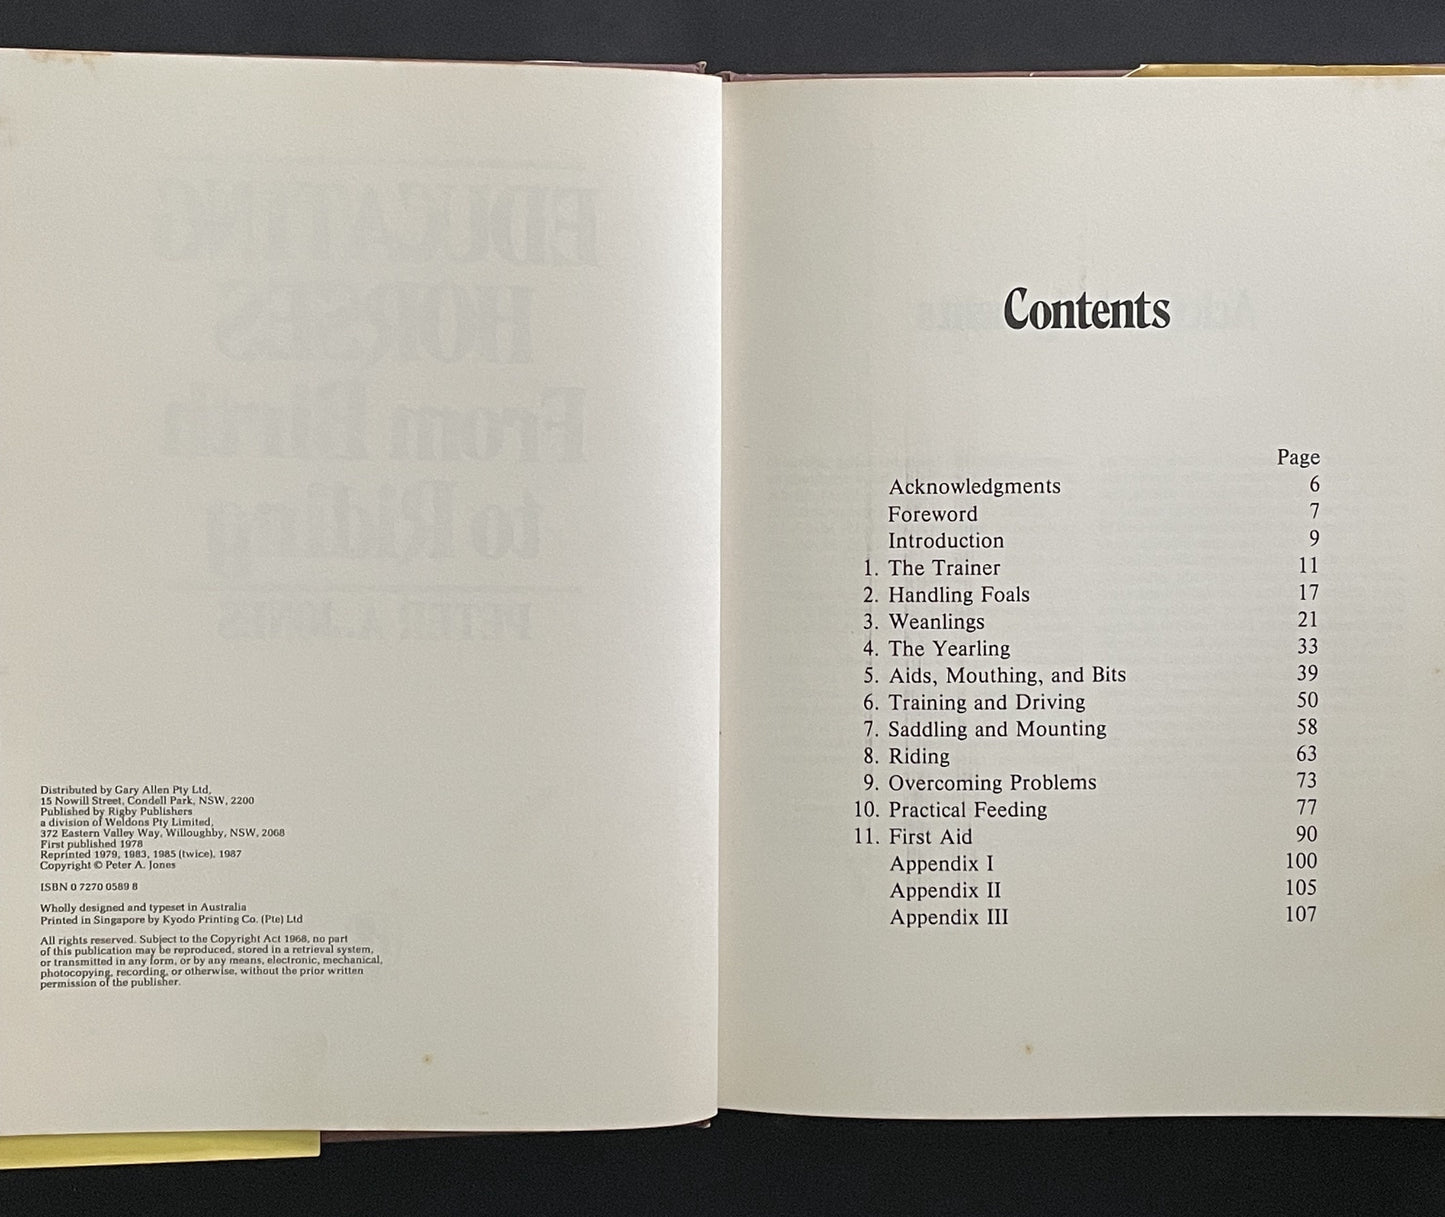 EDUCATING
HORSES
From Birth
to Riding
PETER A. JONES
Distributed by Gary Allen Pty Ltd,
15 Nowill Street, Condell Park, NSW, 2200
Published by Rigby Publishers
a division of Weldons Pty Limited,
372 Eastern Valley Way, Willoughby, NSW, 2068
First published 1978
Reprinted 1979, 1983, 1985 (twice), 1987
Copyright © Peter A. Jones
ISBN 0 7270 0589 8
Wholly designed and typeset in Australia
Printed in Singapore by Kyodo Printing Co. (Pte) Ltd
All rights reserved. Subject to the Copyright Act 1968, no part
of this publication may be reproduced, stored in a retrieval system,
or transmitted in any form, or by any means, electronic, mechanical,
photocopying, recording, or otherwise, without the prior written
permission of the publisher.
Contents
Page
Acknowledgments 6
Foreword 7
Introduction 9
1. The Trainer 11
2. Handling Foals 17
3. Weanlings 21
4. The Yearling 33
5. Aids, Mouthing, and Bits 39
6. Training and Driving 50
7. Saddling and Mounting 58
8. Riding 63
9. Overcoming Problems 73
10. Practical Feeding 77
11. First Aid 90
Appendix I 100
Appendix II 105
Appendix III 107